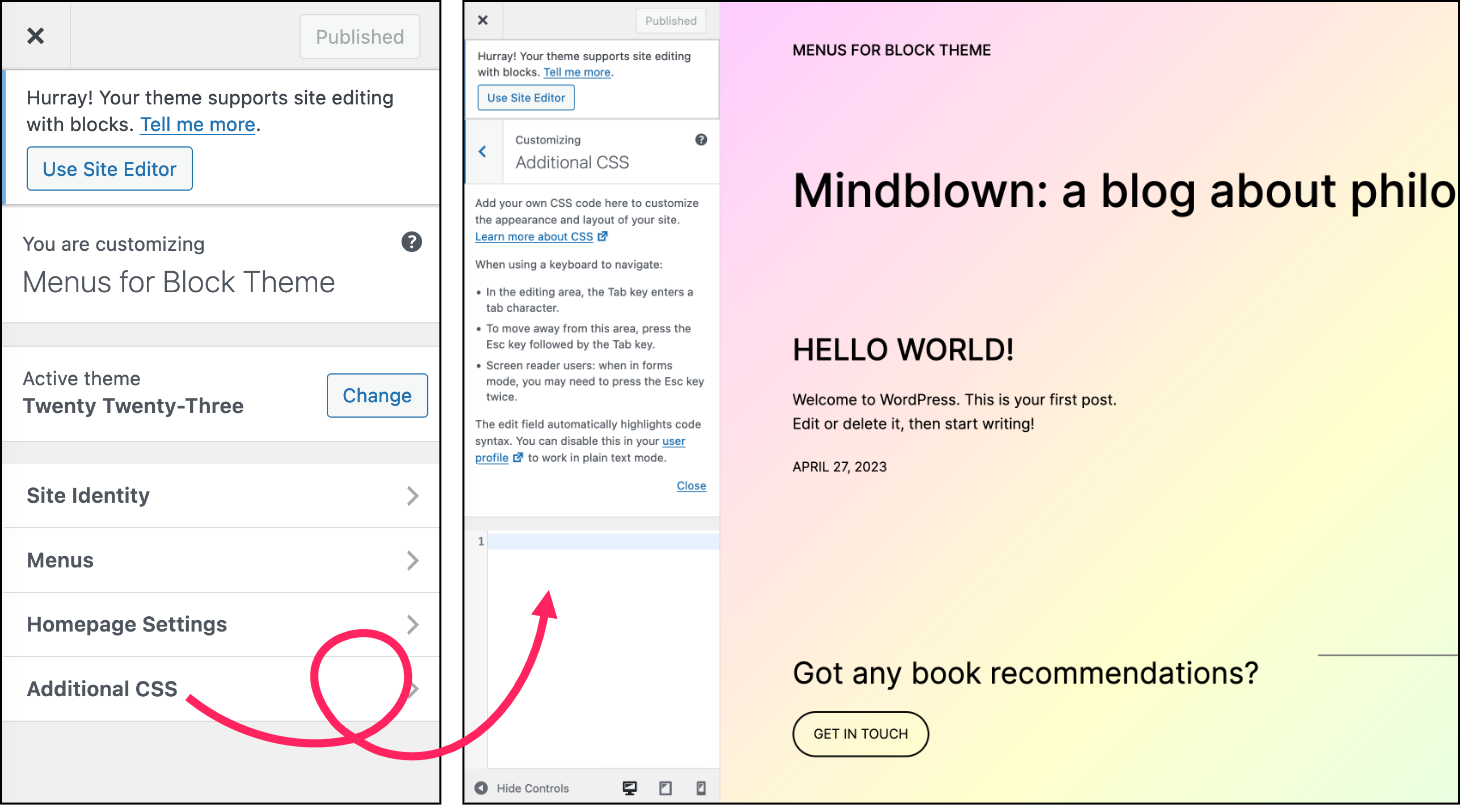 Published
Hurray! Your theme supports site editing
with blocks. Tell me more.
Use Site Editor
You are customizing
Menus for Block Theme
Active theme
Twenty Twenty-Three
Change
Site Identity
Menus
Homepage Settings
Additional CSS
Published
Hurray! Your theme supports site editing
with blocks. Tell me more.
Use Site Editor
Customizing
Additional CSS
Add your own CSS code here to customize
the appearance and layout of your site.
Learn more about CSS
When using a keyboard to navigate:
• In the editing area, the Tab key enters a
tab character.
• To move away from this area, press the
Esc key followed by the Tab key.
• Screen reader users: when in forms
mode, you may need to press the Esc key
twice.
The edit field automatically highlights code
syntax. You can disable this in your user
profile to work in plain text mode.
Close
1
Hide Controls
MENUS FOR BLOCK THEME
Mindblown: a blog about philo
HELLO WORLD!
Welcome to WordPress. This is your first post.
Edit or delete it, then start writing!
APRIL 27, 2023
Got any book recommendations?
GET IN TOUCH